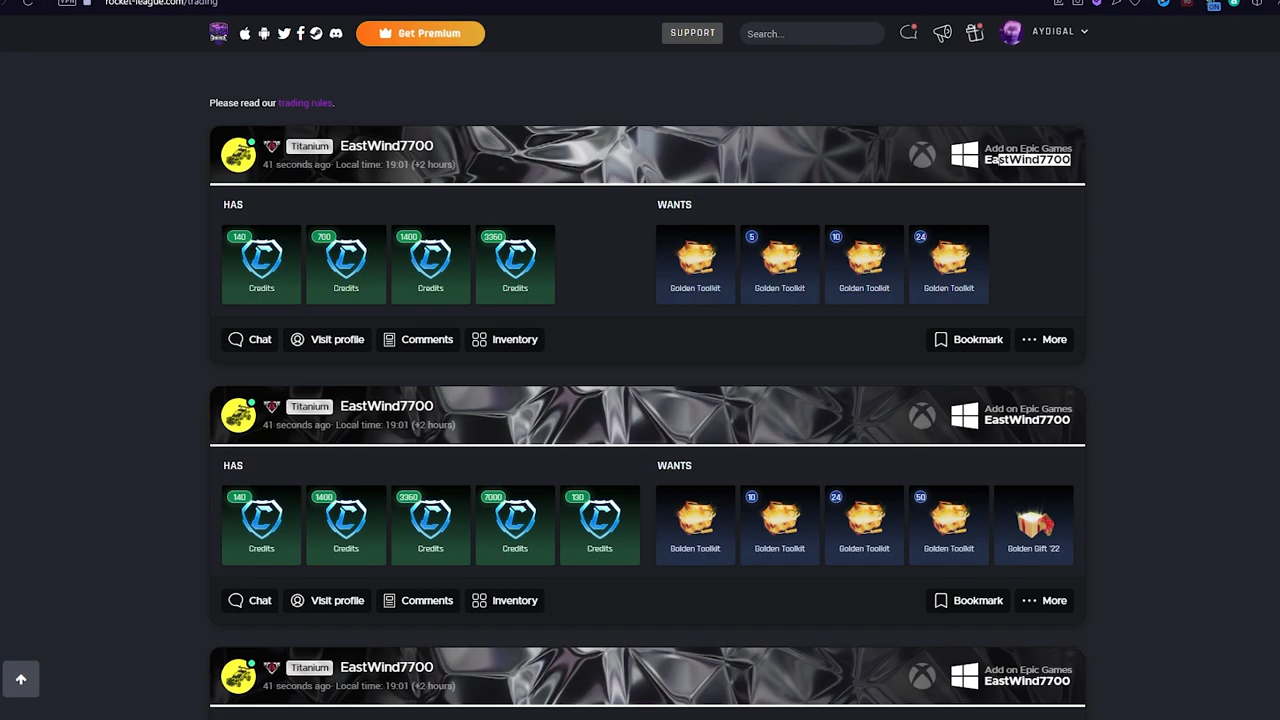 rocket-league.com/trading
Get Premium
SUPPORT
Search...
AYDIGAL
Please read our trading rules.
Titanium EastWind7700
41 seconds ago · Local time: 19:01 (+2 hours)
Add on Epic Games
EastWind7700
HAS
WANTS
140 700 1400 3360 5 10 24
Credits Credits Credits Credits Golden Toolkit Golden Toolkit Golden Toolkit Golden Toolkit
Chat Visit profile Comments Inventory Bookmark More
Titanium EastWind7700
41 seconds ago · Local time: 19:01 (+2 hours)
Add on Epic Games
EastWind7700
HAS
WANTS
140 1400 3360 7000 130 10 24 50
Credits Credits Credits Credits Credits Golden Toolkit Golden Toolkit Golden Toolkit Golden Toolkit Golden Gift '22
Chat Visit profile Comments Inventory Bookmark More
Titanium EastWind7700
41 seconds ago · Local time: 19:01 (+2 hours)
Add on Epic Games
EastWind7700